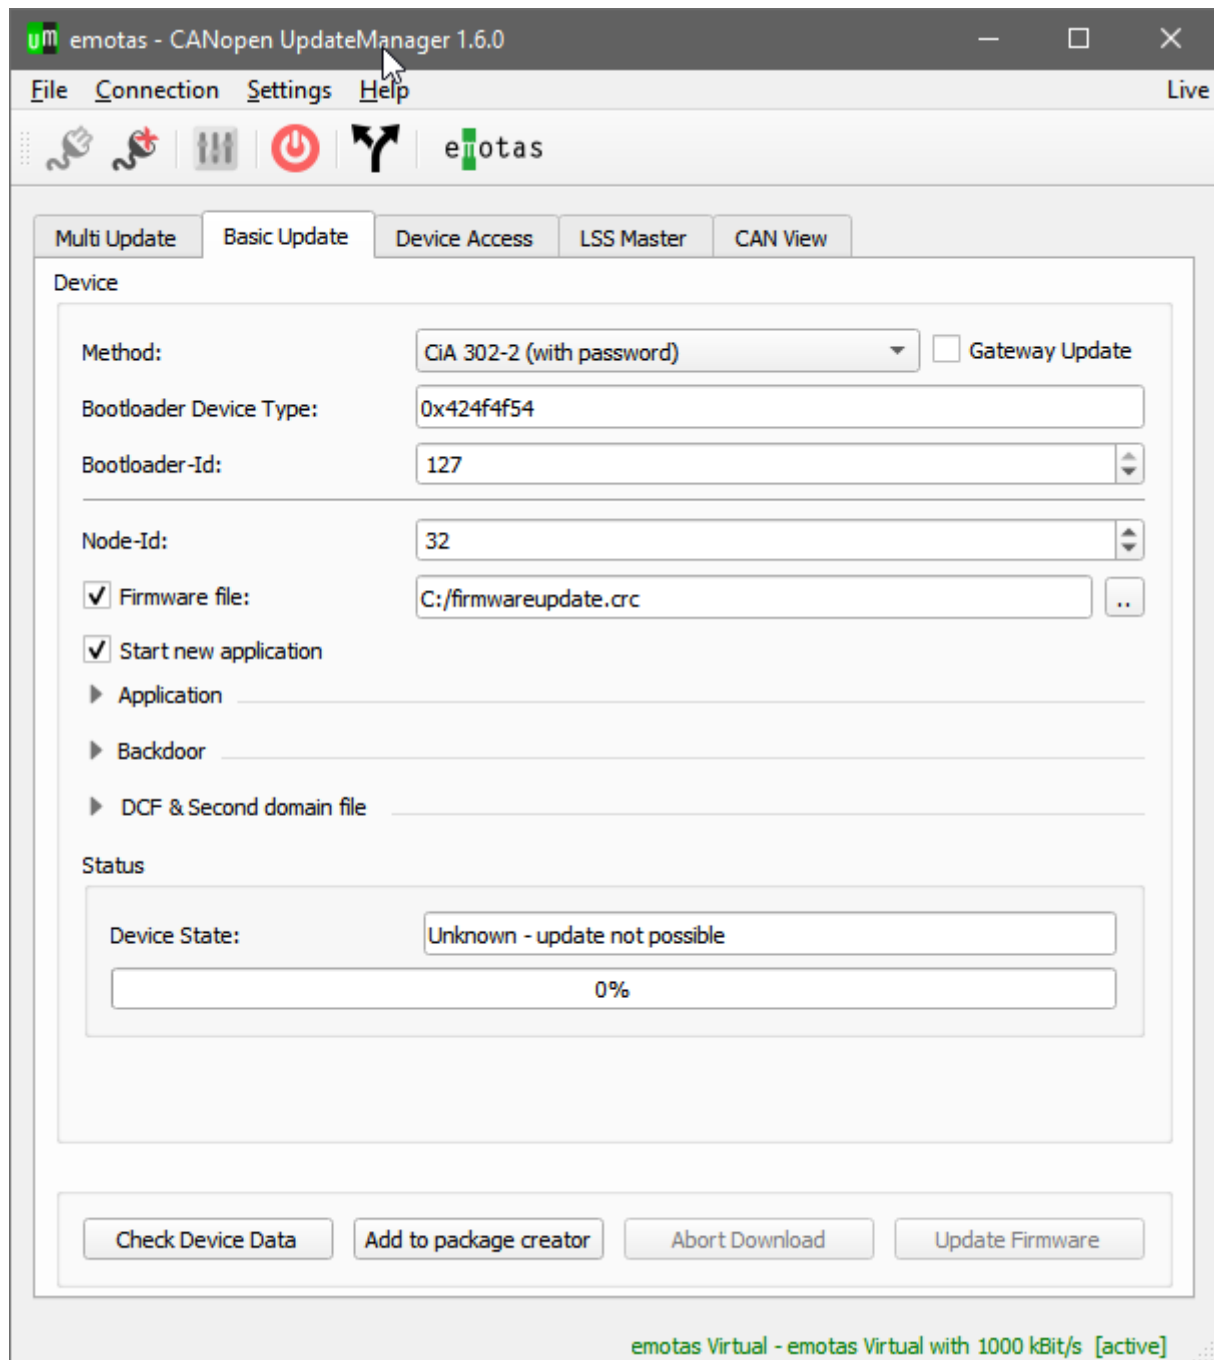 um emotas - CANopen UpdateManager 1.6.0
File Connection Settings Help Live
emotas
Multi Update Basic Update Device Access LSS Master CAN View
Device
Method: CiA 302-2 (with password) Gateway Update
Bootloader Device Type: 0x424f4f54
Bootloader-Id: 127
Node-Id: 32
Firmware file: C:/firmwareupdate.crc ..
Start new application
Application
Backdoor
DCF & Second domain file
Status
Device State: Unknown - update not possible
0%
Check Device Data Add to package creator Abort Download Update Firmware
emotas Virtual - emotas Virtual with 1000 kBit/s [active]